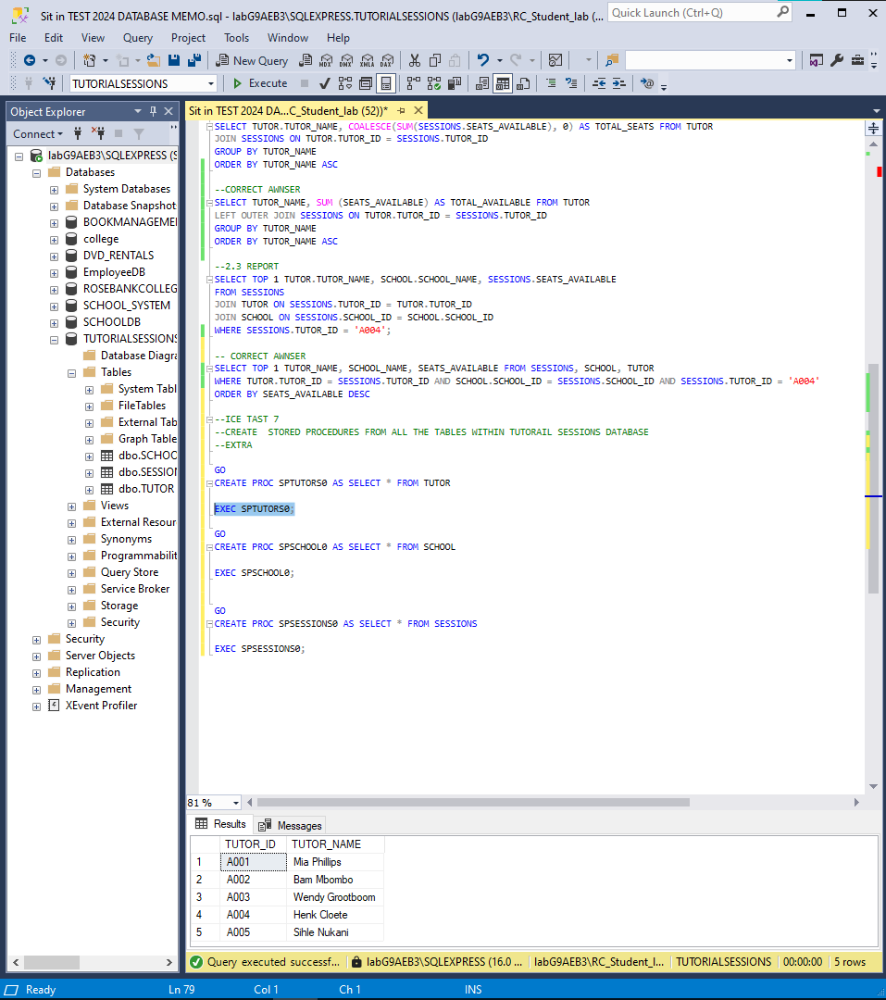 Sit in TEST 2024 DATABASE MEMO.sql - labG9AEB3\SQLEXPRESS.TUTORIALSESSIONS (labG9AEB3\RC_Student_lab (...
Quick Launch (Ctrl+Q)
File Edit View Query Project Tools Window Help
New Query MDX DMX XMLA DAX
TUTORIALSESSIONS Execute
Object Explorer
Sit in TEST 2024 DA...C_Student_lab (52))*
Connect
labG9AEB3\SQLEXPRESS (S
Databases
System Databases
Database Snapshot
BOOKMANAGEME
college
DVD_RENTALS
EmployeeDB
ROSEBANKCOLLEG
SCHOOL_SYSTEM
SCHOOLDB
TUTORIALSESSIONS
Database Diagra
Tables
System Tabl
FileTables
External Tab
Graph Table
dbo.SCHOO
dbo.SESSION
dbo.TUTOR
Views
External Resour
Synonyms
Programmabilit
Query Store
Service Broker
Storage
Security
Security
Server Objects
Replication
Management
XEvent Profiler
SELECT TUTOR.TUTOR_NAME, COALESCE(SUM(SESSIONS.SEATS_AVAILABLE), 0) AS TOTAL_SEATS FROM TUTOR
JOIN SESSIONS ON TUTOR.TUTOR_ID = SESSIONS.TUTOR_ID
GROUP BY TUTOR_NAME
ORDER BY TUTOR_NAME ASC
--CORRECT AWNSER
SELECT TUTOR_NAME, SUM (SEATS_AVAILABLE) AS TOTAL_AVAILABLE FROM TUTOR
LEFT OUTER JOIN SESSIONS ON TUTOR.TUTOR_ID = SESSIONS.TUTOR_ID
GROUP BY TUTOR_NAME
ORDER BY TUTOR_NAME ASC
--2.3 REPORT
SELECT TOP 1 TUTOR.TUTOR_NAME, SCHOOL.SCHOOL_NAME, SESSIONS.SEATS_AVAILABLE
FROM SESSIONS
JOIN TUTOR ON SESSIONS.TUTOR_ID = TUTOR.TUTOR_ID
JOIN SCHOOL ON SESSIONS.SCHOOL_ID = SCHOOL.SCHOOL_ID
WHERE SESSIONS.TUTOR_ID = 'A004';
-- CORRECT AWNSER
SELECT TOP 1 TUTOR_NAME, SCHOOL_NAME, SEATS_AVAILABLE FROM SESSIONS, SCHOOL, TUTOR
WHERE TUTOR.TUTOR_ID = SESSIONS.TUTOR_ID AND SCHOOL.SCHOOL_ID = SESSIONS.SCHOOL_ID AND SESSIONS.TUTOR_ID = 'A004'
ORDER BY SEATS_AVAILABLE DESC
--ICE TAST 7
--CREATE  STORED PROCEDURES FROM ALL THE TABLES WITHIN TUTORAIL SESSIONS DATABASE
--EXTRA
GO
CREATE PROC SPTUTORS0 AS SELECT * FROM TUTOR
EXEC SPTUTORS0;
GO
CREATE PROC SPSCHOOL0 AS SELECT * FROM SCHOOL
EXEC SPSCHOOL0;
GO
CREATE PROC SPSESSIONS0 AS SELECT * FROM SESSIONS
EXEC SPSESSIONS0;
81 %
Results Messages
TUTOR_ID TUTOR_NAME
1 A001 Mia Phillips
2 A002 Bam Mbombo
3 A003 Wendy Grootboom
4 A004 Henk Cloete
5 A005 Sihle Nukani
Query executed successf... labG9AEB3\SQLEXPRESS (16.0 ... labG9AEB3\RC_Student_l... TUTORIALSESSIONS 00:00:00 5 rows
Ready Ln 79 Col 1 Ch 1 INS